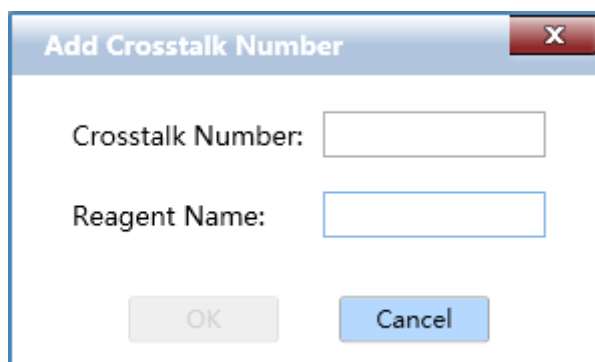 Add Crosstalk Number
x
Crosstalk Number:
Reagent Name:
OK Cancel